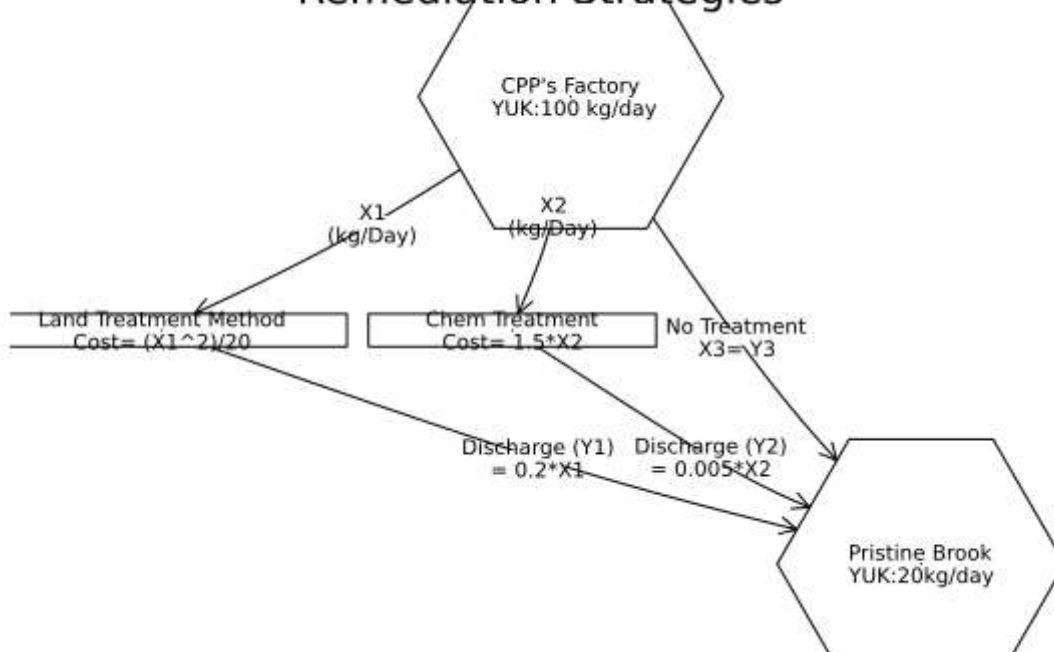 Remediation Strategies
CPP's Factory
YUK:100 kg/day
X1
(kg/Day)
X2
(kg/Day)
Land Treatment Method
Cost= (X1^2)/20
Chem Treatment
Cost= 1.5*X2
No Treatment
X3= Y3
Discharge (Y1)
= 0.2*X1
Discharge (Y2)
= 0.005*X2
Pristine Brook
YUK:20kg/day